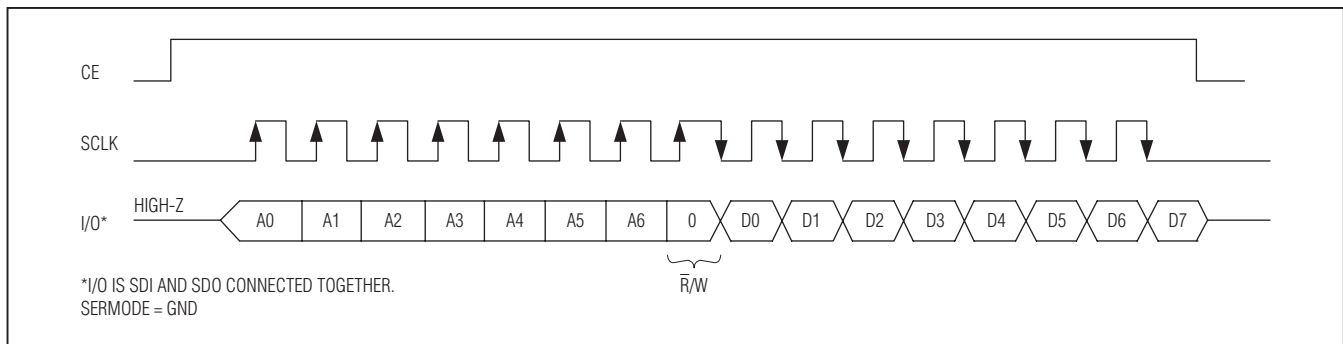 CE
SCLK
I/O* HIGH-Z A0 A1 A2 A3 A4 A5 A6 0 D0 D1 D2 D3 D4 D5 D6 D7
R̅/W
*I/O IS SDI AND SDO CONNECTED TOGETHER.
SERMODE = GND